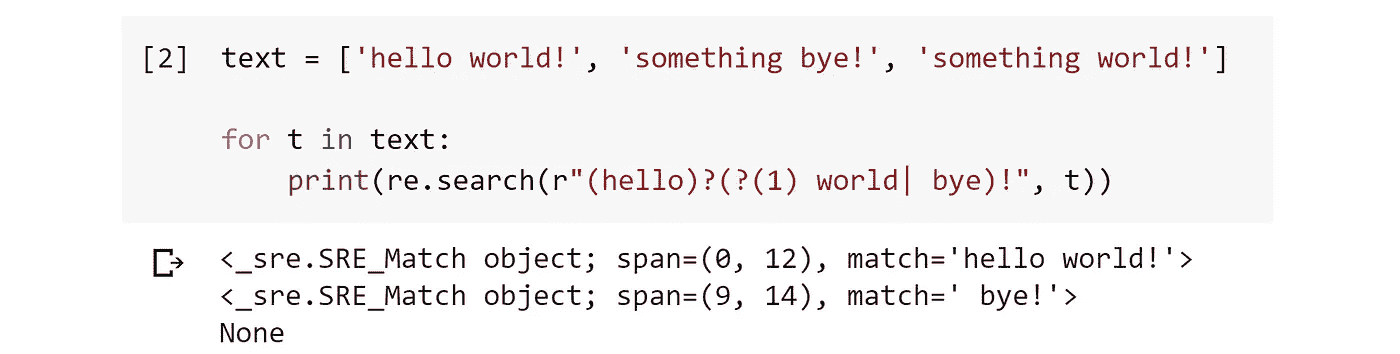 [2] text = ['hello world!', 'something bye!', 'something world!']
for t in text:
print(re.search(r"(hello)?(?(1) world| bye)!", t))
<_sre.SRE_Match object; span=(0, 12), match='hello world!'>
<_sre.SRE_Match object; span=(9, 14), match=' bye!'>
None